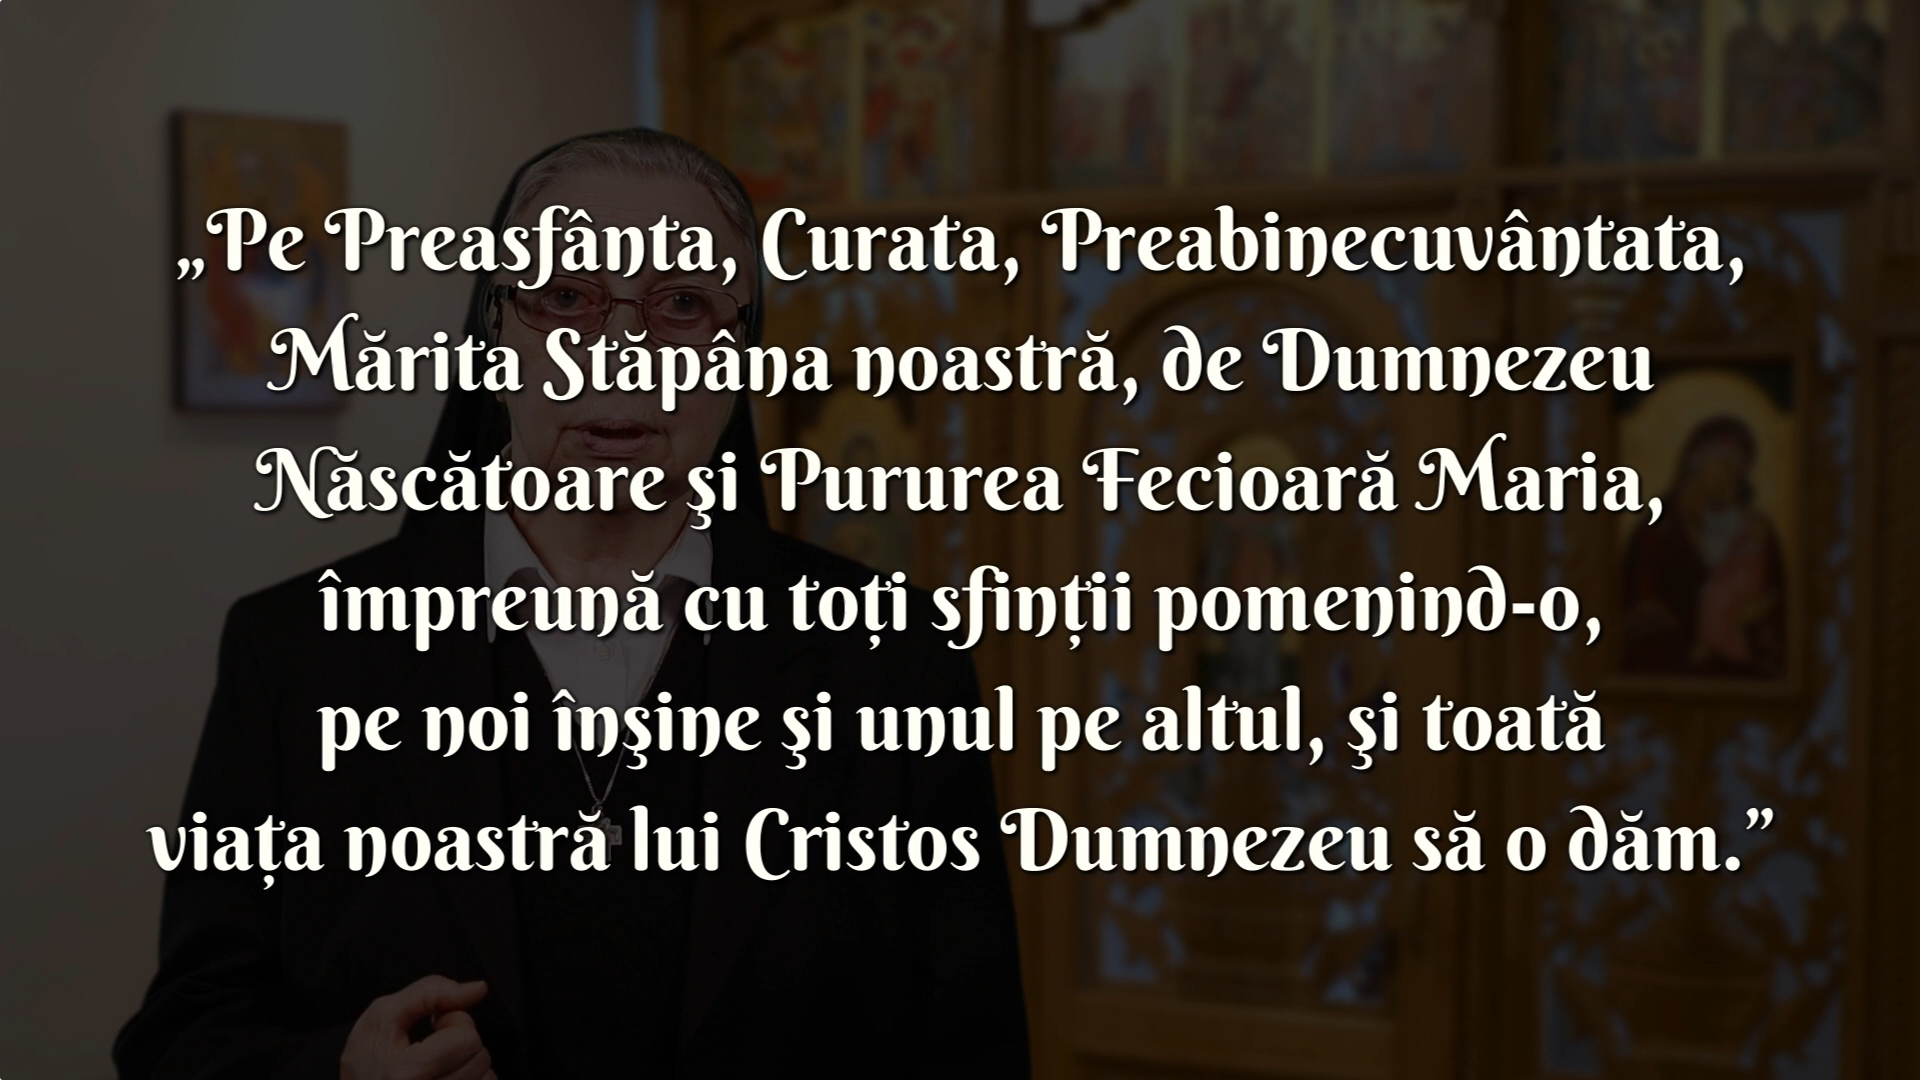 „Pe Preasfânta, Curata, Preabinecuvântata,
Mărita Stăpâna noastră, de Dumnezeu
Născătoare şi Pururea Fecioară Maria,
împreună cu toți sfinții pomenind-o,
pe noi înşine şi unul pe altul, şi toată
viața noastră lui Cristos Dumnezeu să o dăm.”